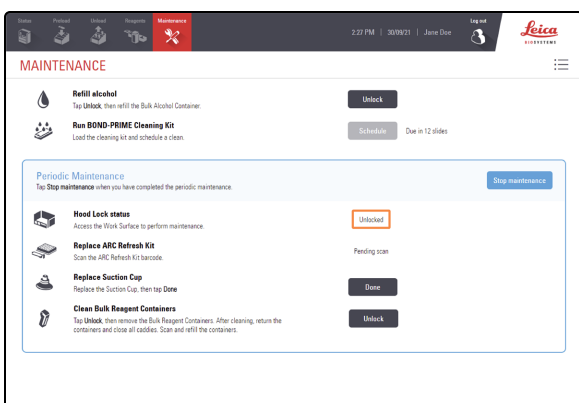 Status Preload Unload Reagents Maintenance
2:27 PM | 30/09/21 | Jane Doe
Log out
Leica
BIOSYSTEMS
MAINTENANCE
Refill alcohol
Tap Unlock, then refill the Bulk Alcohol Container.
Unlock
Run BOND-PRIME Cleaning Kit
Load the cleaning kit and schedule a clean.
Schedule
Due in 12 slides
Periodic Maintenance
Tap Stop maintenance when you have completed the periodic maintenance.
Stop maintenance
Hood Lock status
Access the Work Surface to perform maintenance.
Unlocked
Replace ARC Refresh Kit
Scan the ARC Refresh Kit barcode.
Pending scan
Replace Suction Cup
Replace the Suction Cup, then tap Done
Done
Clean Bulk Reagent Containers
Tap Unlock, then remove the Bulk Reagent Containers. After cleaning, return the
containers and close all caddies. Scan and refill the containers.
Unlock